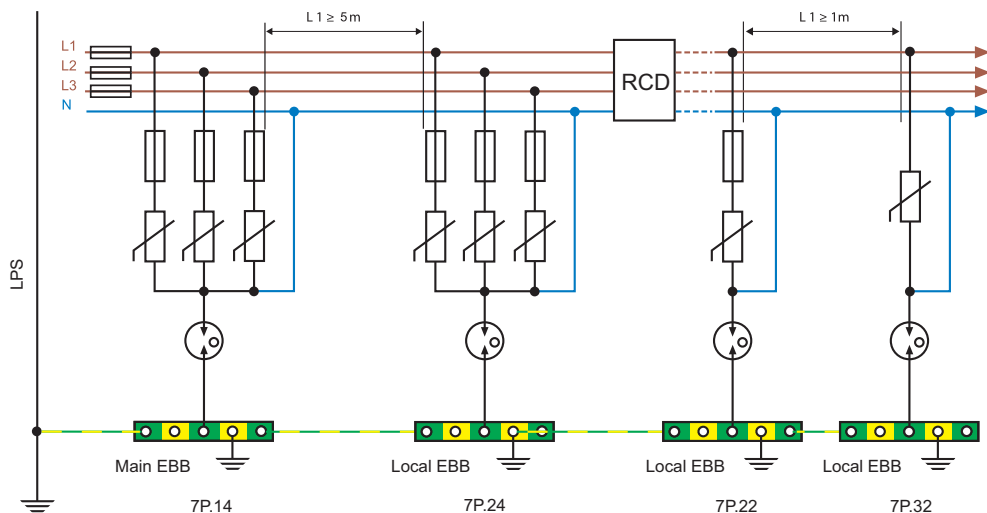 L 1 ≥ 5 m
L 1 ≥ 1m
L1
L2
L3
N
RCD
LPS
Main EBB
Local EBB
Local EBB
Local EBB
7P.14
7P.24
7P.22
7P.32